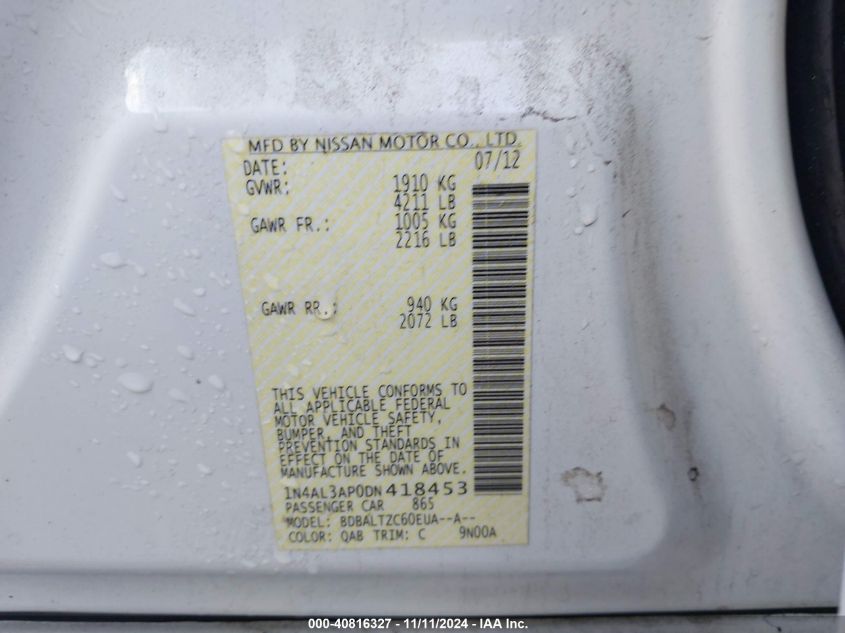 MFD BY NISSAN MOTOR CO., LTD.
DATE: 07/12
GVWR: 1910 KG
4211 LB
GAWR FR.: 1005 KG
2216 LB
GAWR RR.: 940 KG
2072 LB
THIS VEHICLE CONFORMS TO
ALL APPLICABLE FEDERAL
MOTOR VEHICLE SAFETY,
BUMPER, AND THEFT
PREVENTION STANDARDS IN
EFFECT ON THE DATE OF
MANUFACTURE SHOWN ABOVE.
1N4AL3AP0DN418453
PASSENGER CAR 865
MODEL: BDBALTZC60EUA--A--
COLOR: QAB TRIM: C 9N00A
000-40816327 - 11/11/2024 - IAA Inc.